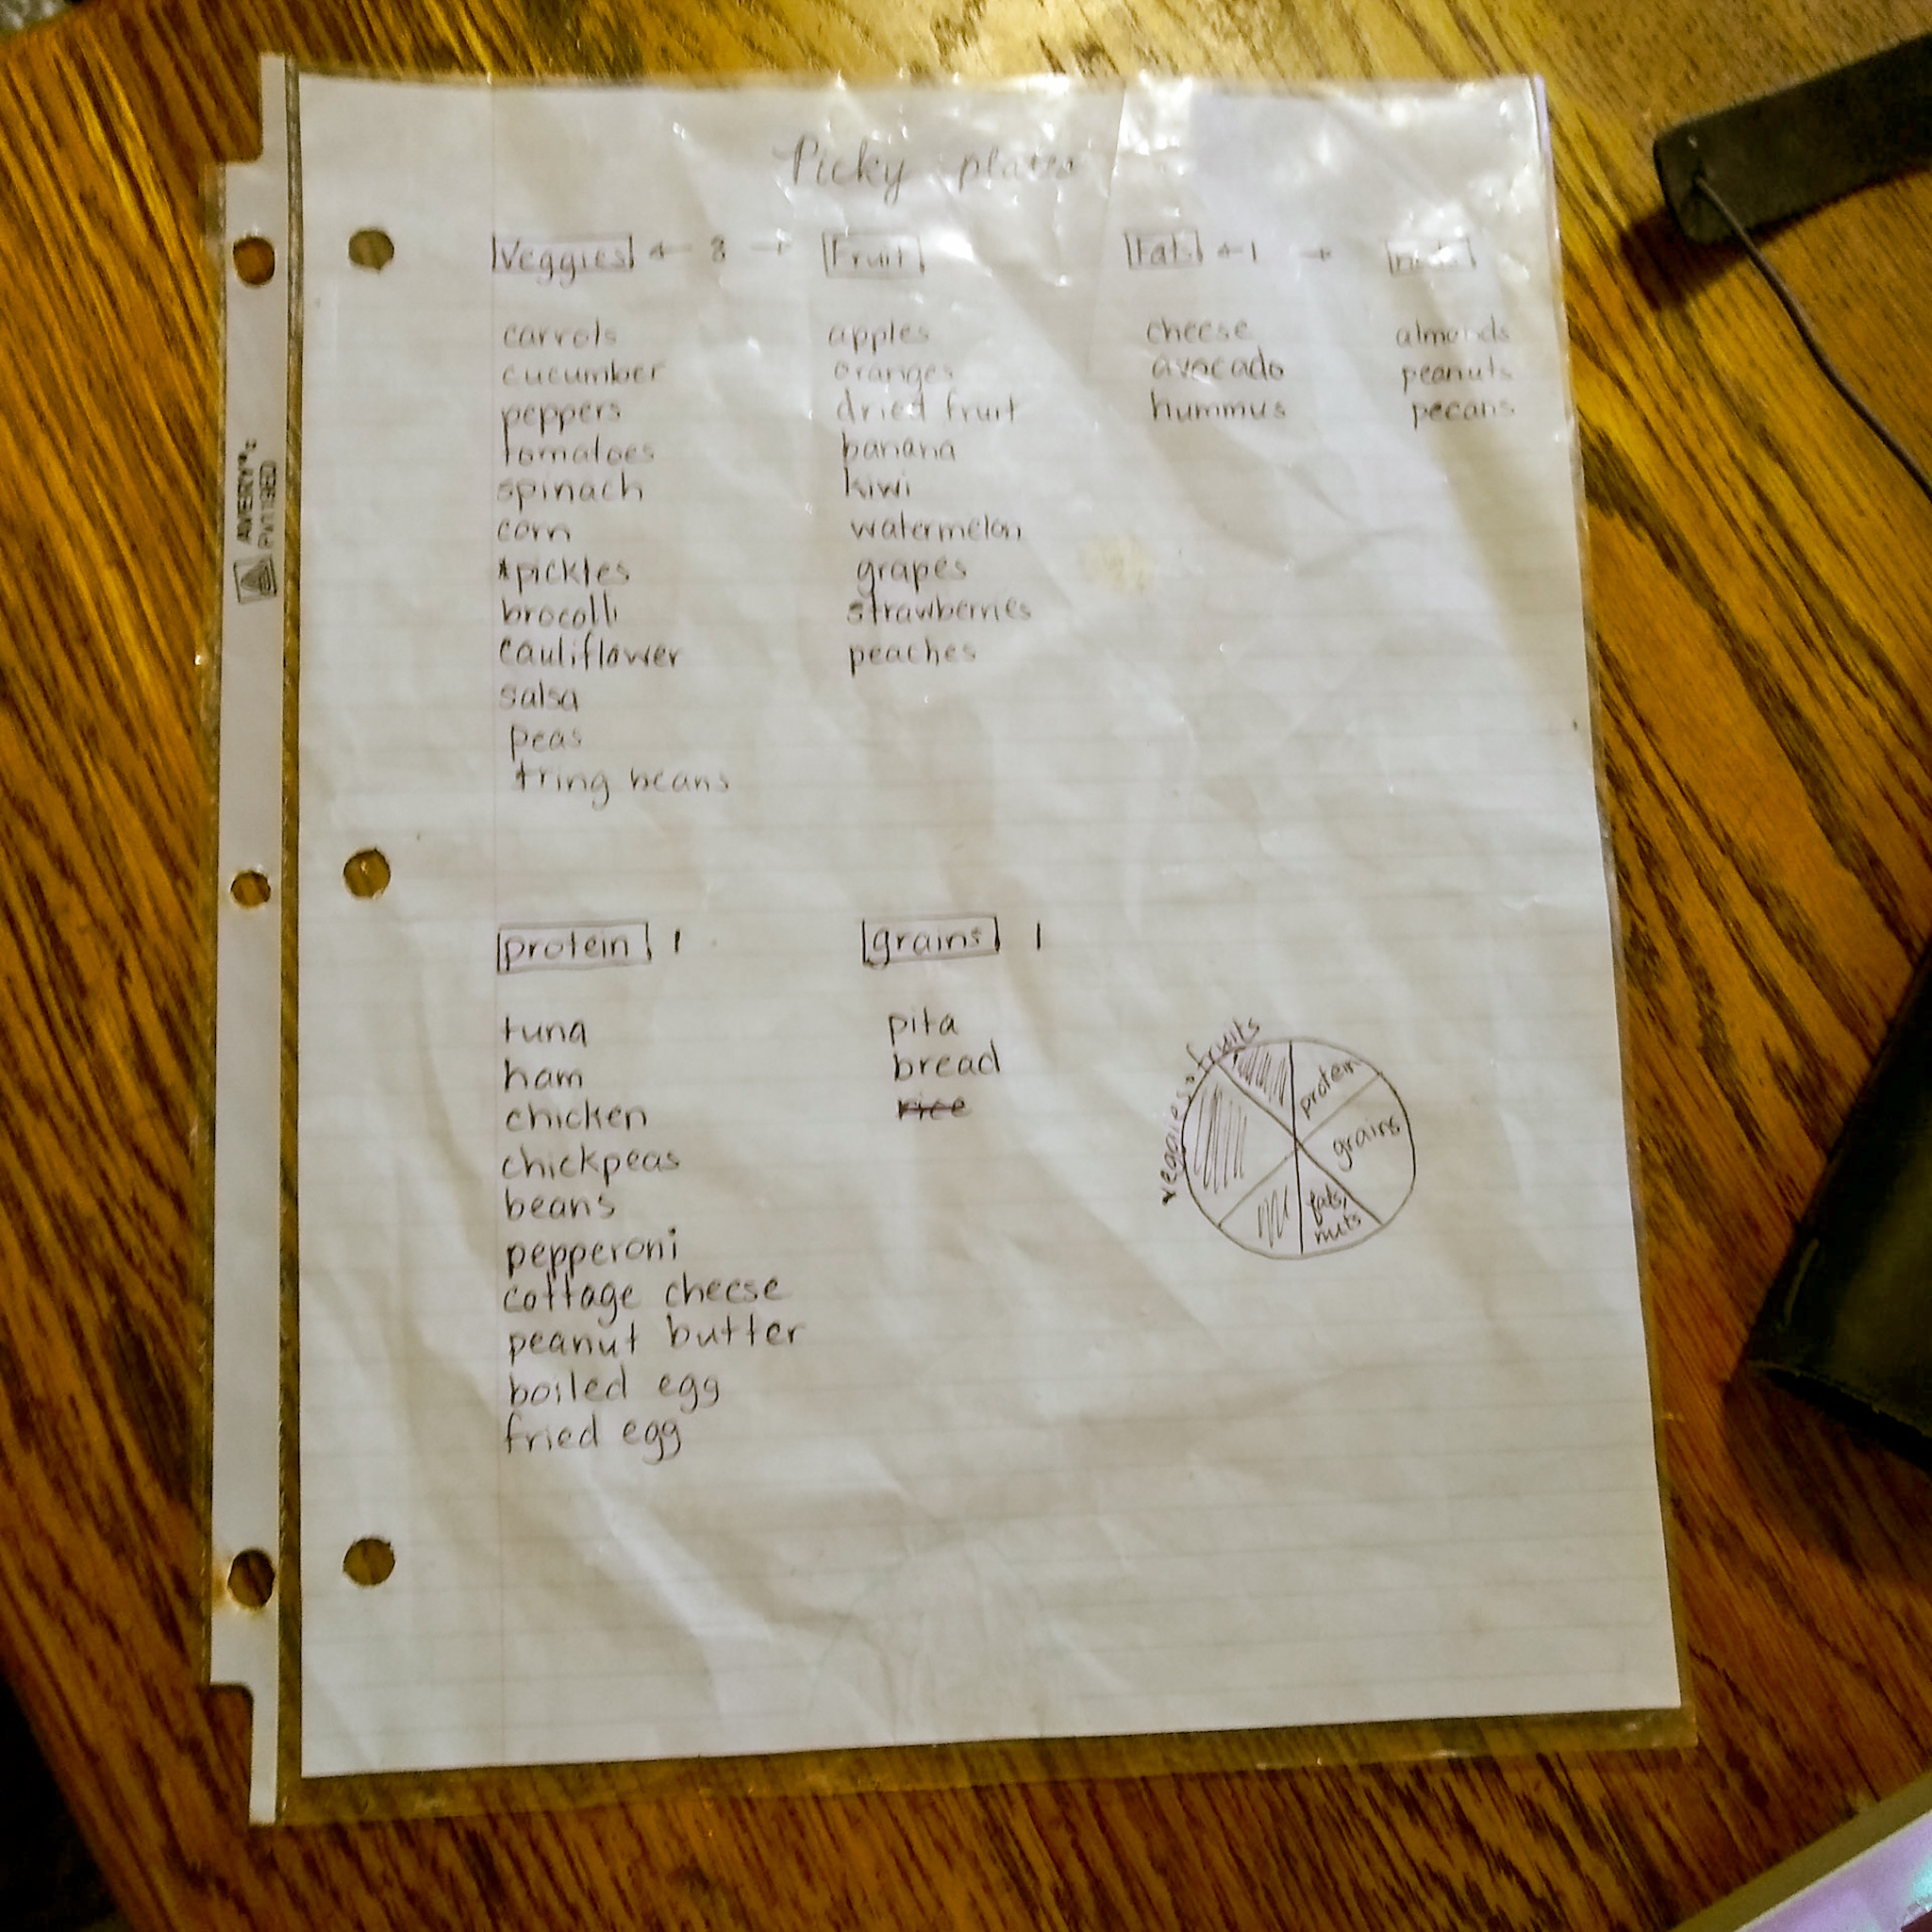 Picky plates
Veggies ← 3 → Fruit
Fat ← 1 → nuts
carrots
cucumber
peppers
tomatoes
spinach
corn
*pickles
brocolli
cauliflower
salsa
peas
string beans
apples
oranges
dried fruit
banana
kiwi
watermelon
grapes
strawberries
peaches
cheese
avocado
hummus
almonds
peanuts
pecans
protein 1
tuna
ham
chicken
chickpeas
beans
pepperoni
cottage cheese
peanut butter
boiled egg
fried egg
grains 1
pita
bread
rice
veggies + fruits
protein
grains
fats,
nuts
AVERY